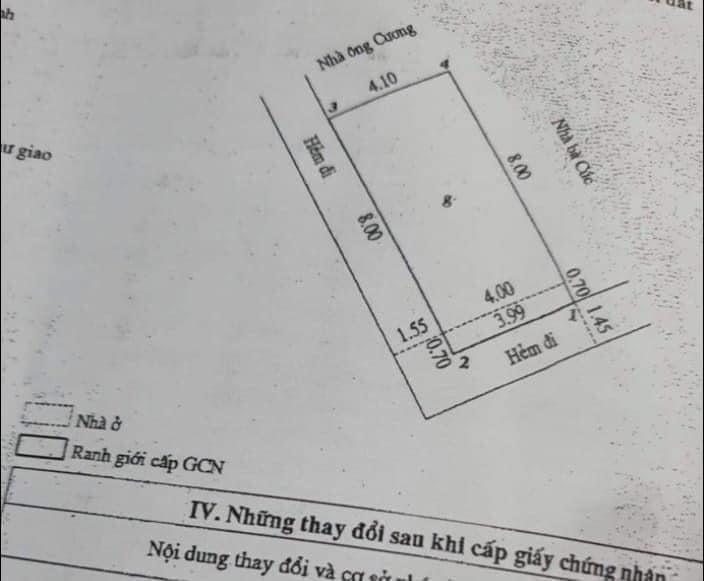 nh
đất
Nhà ông Cương
4
4.10
3
ư giao
Hẻm đi
Nhà bà Cúc
8.00
8
8.00
0.70
4.00
3.99
1
1.45
1.55
0.70
2
Hẻm đi
Nhà ở
Ranh giới cấp GCN
IV. Những thay đổi sau khi cấp giấy chứng nhận
Nội dung thay đổi và cơ sở